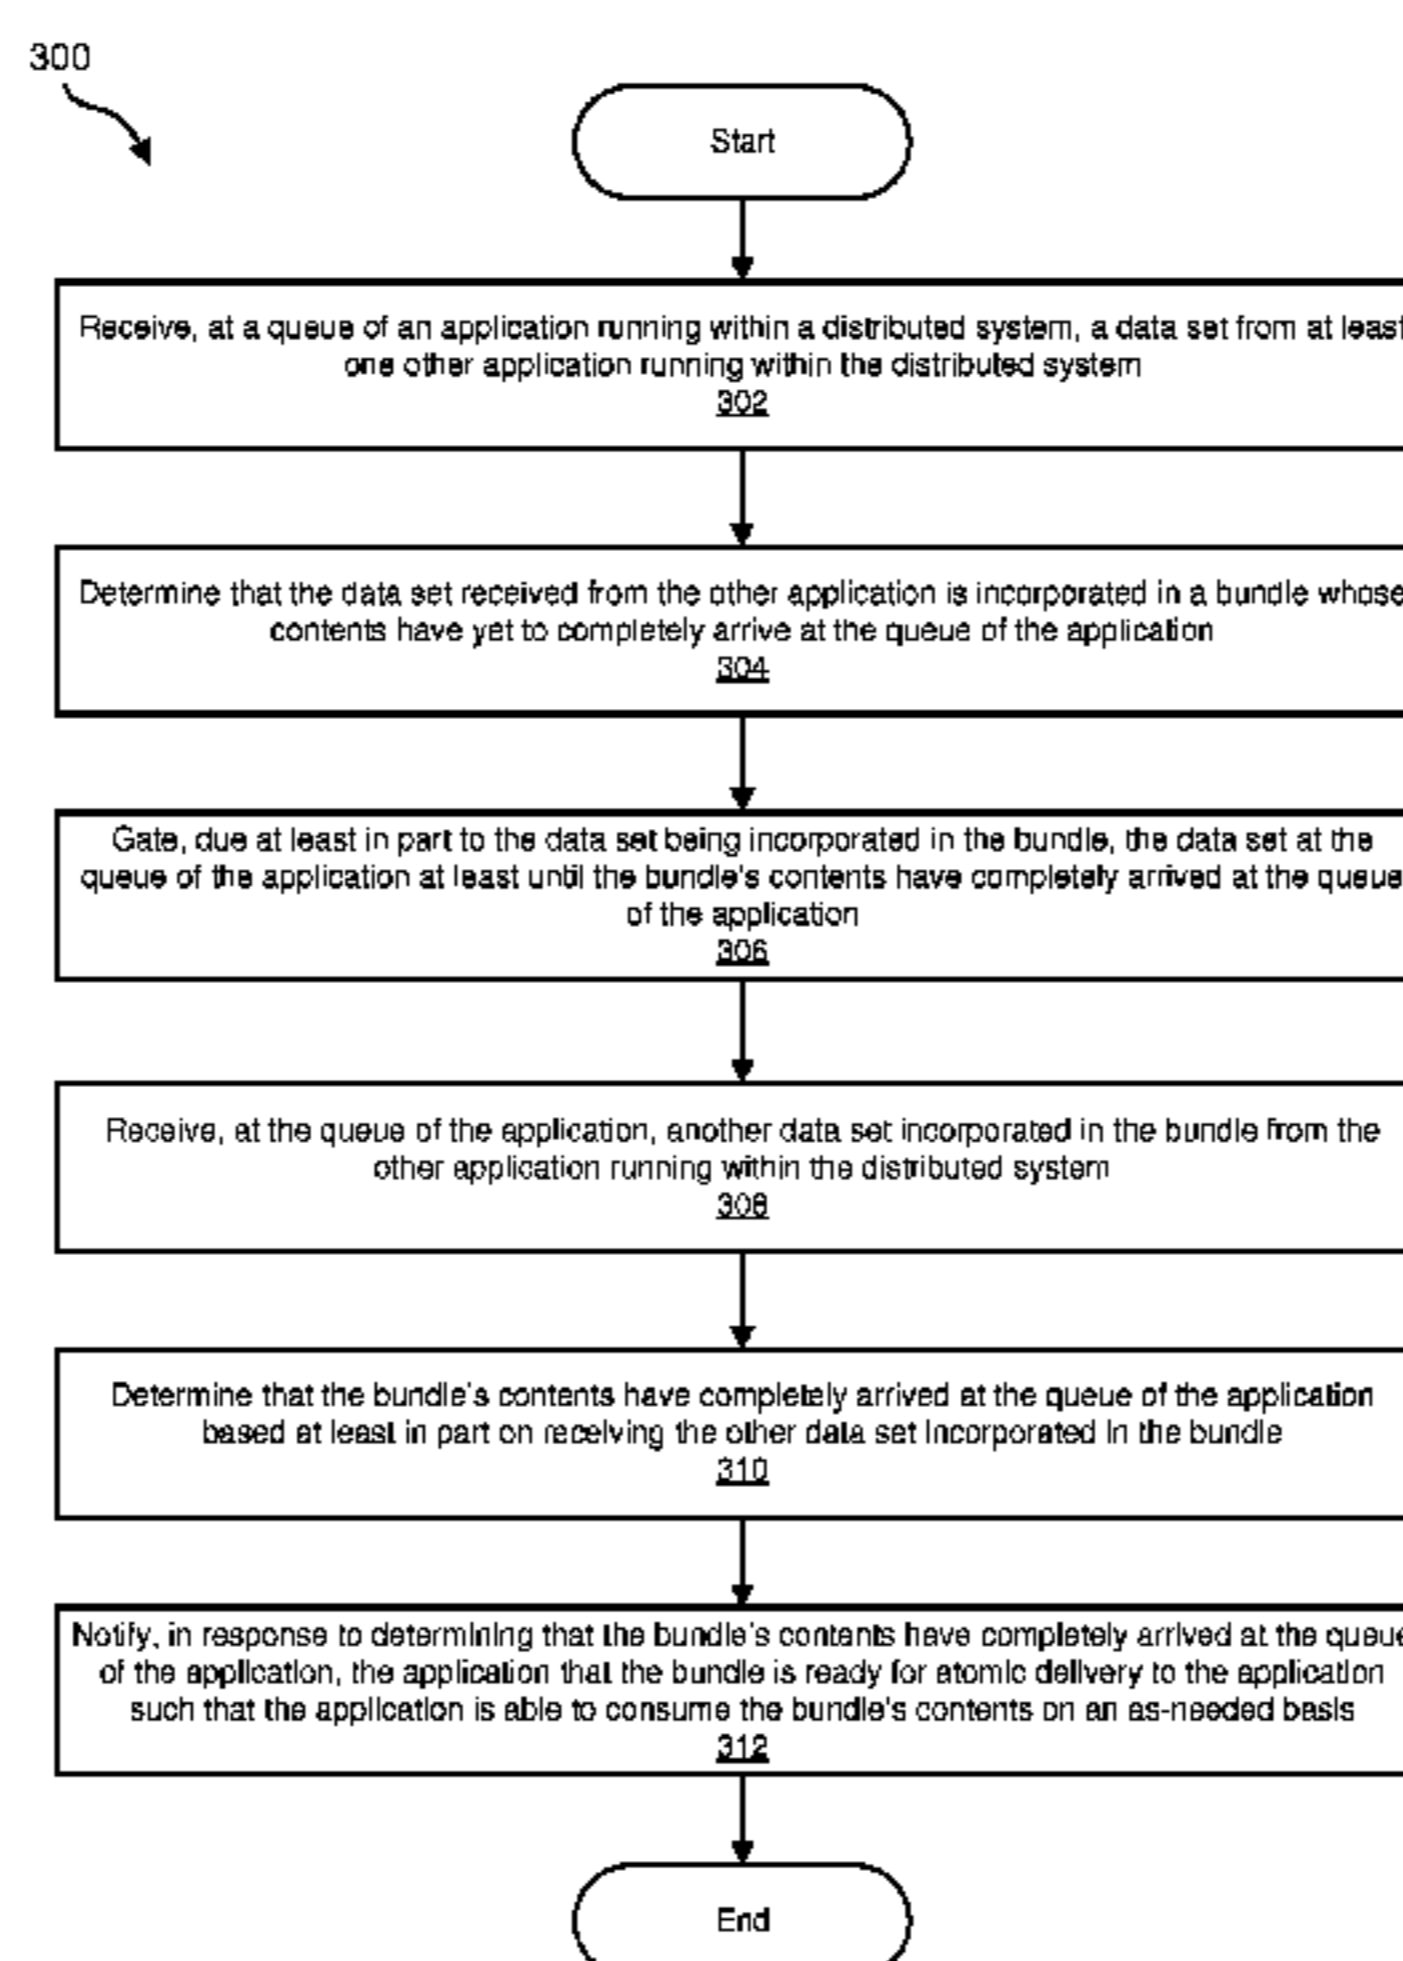 300
Start
Receive, at a queue of an application running within a distributed system, a data set from at least
one other application running within the distributed system
302
Determine that the data set received from the other application is incorporated in a bundle whose
contents have yet to completely arrive at the queue of the application
304
Gate, due at least in part to the data set being incorporated in the bundle, the data set at the
queue of the application at least until the bundle's contents have completely arrived at the queue
of the application
306
Receive, at the queue of the application, another data set incorporated in the bundle from the
other application running within the distributed system
308
Determine that the bundle's contents have completely arrived at the queue of the application
based at least in part on receiving the other data set incorporated in the bundle
310
Notify, in response to determining that the bundle's contents have completely arrived at the queue
of the application, the application that the bundle is ready for atomic delivery to the application
such that the application is able to consume the bundle's contents on an as-needed basis
312
End